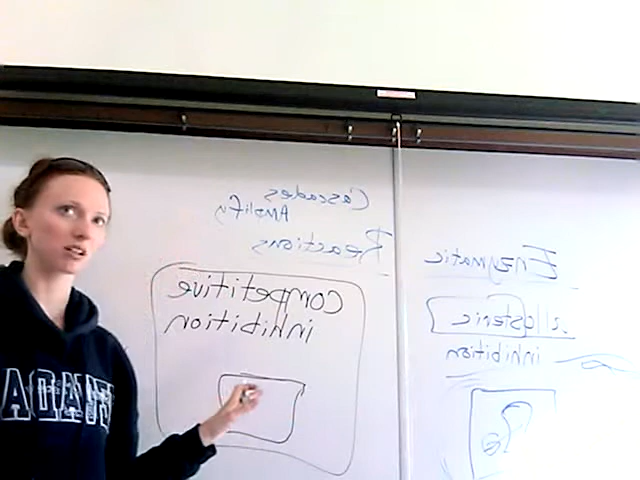 Cascades
Amplify
Enzymatic Reactions
allosteric
inhibition
Competitive
inhibition